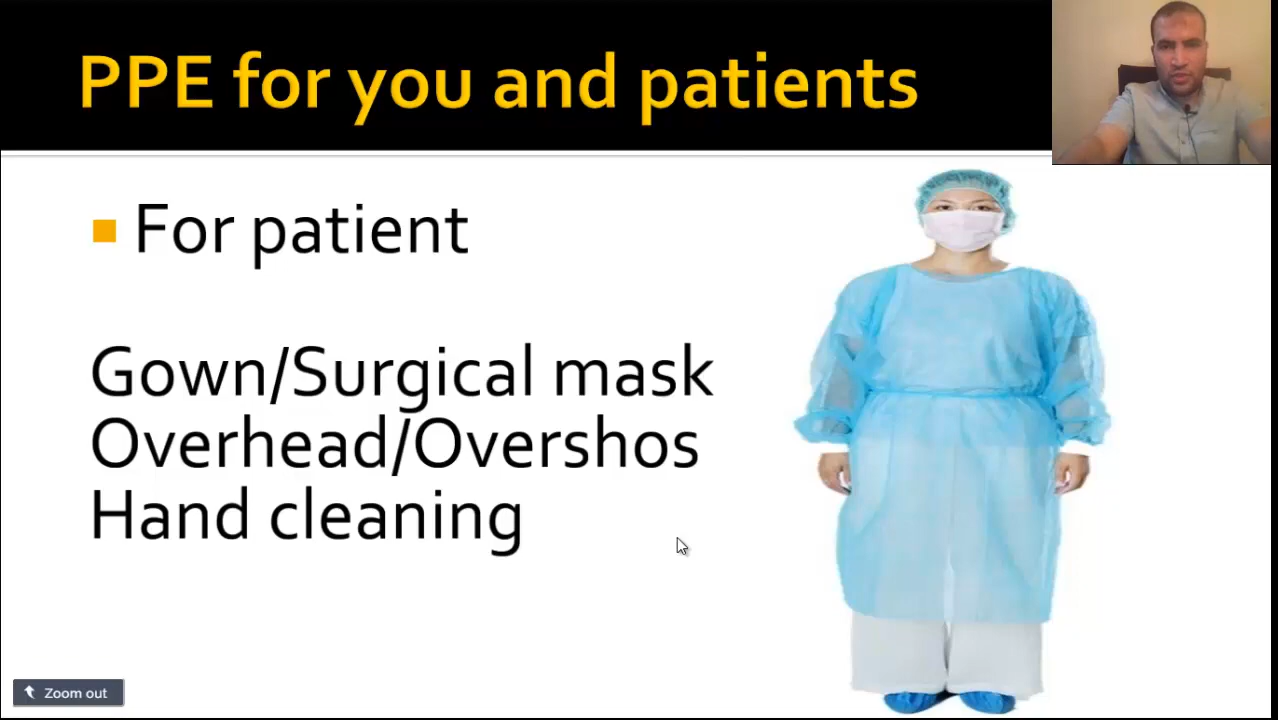 PPE for you and patients
For patient
Gown/Surgical mask
Overhead/Overshos
Hand cleaning
Zoom out